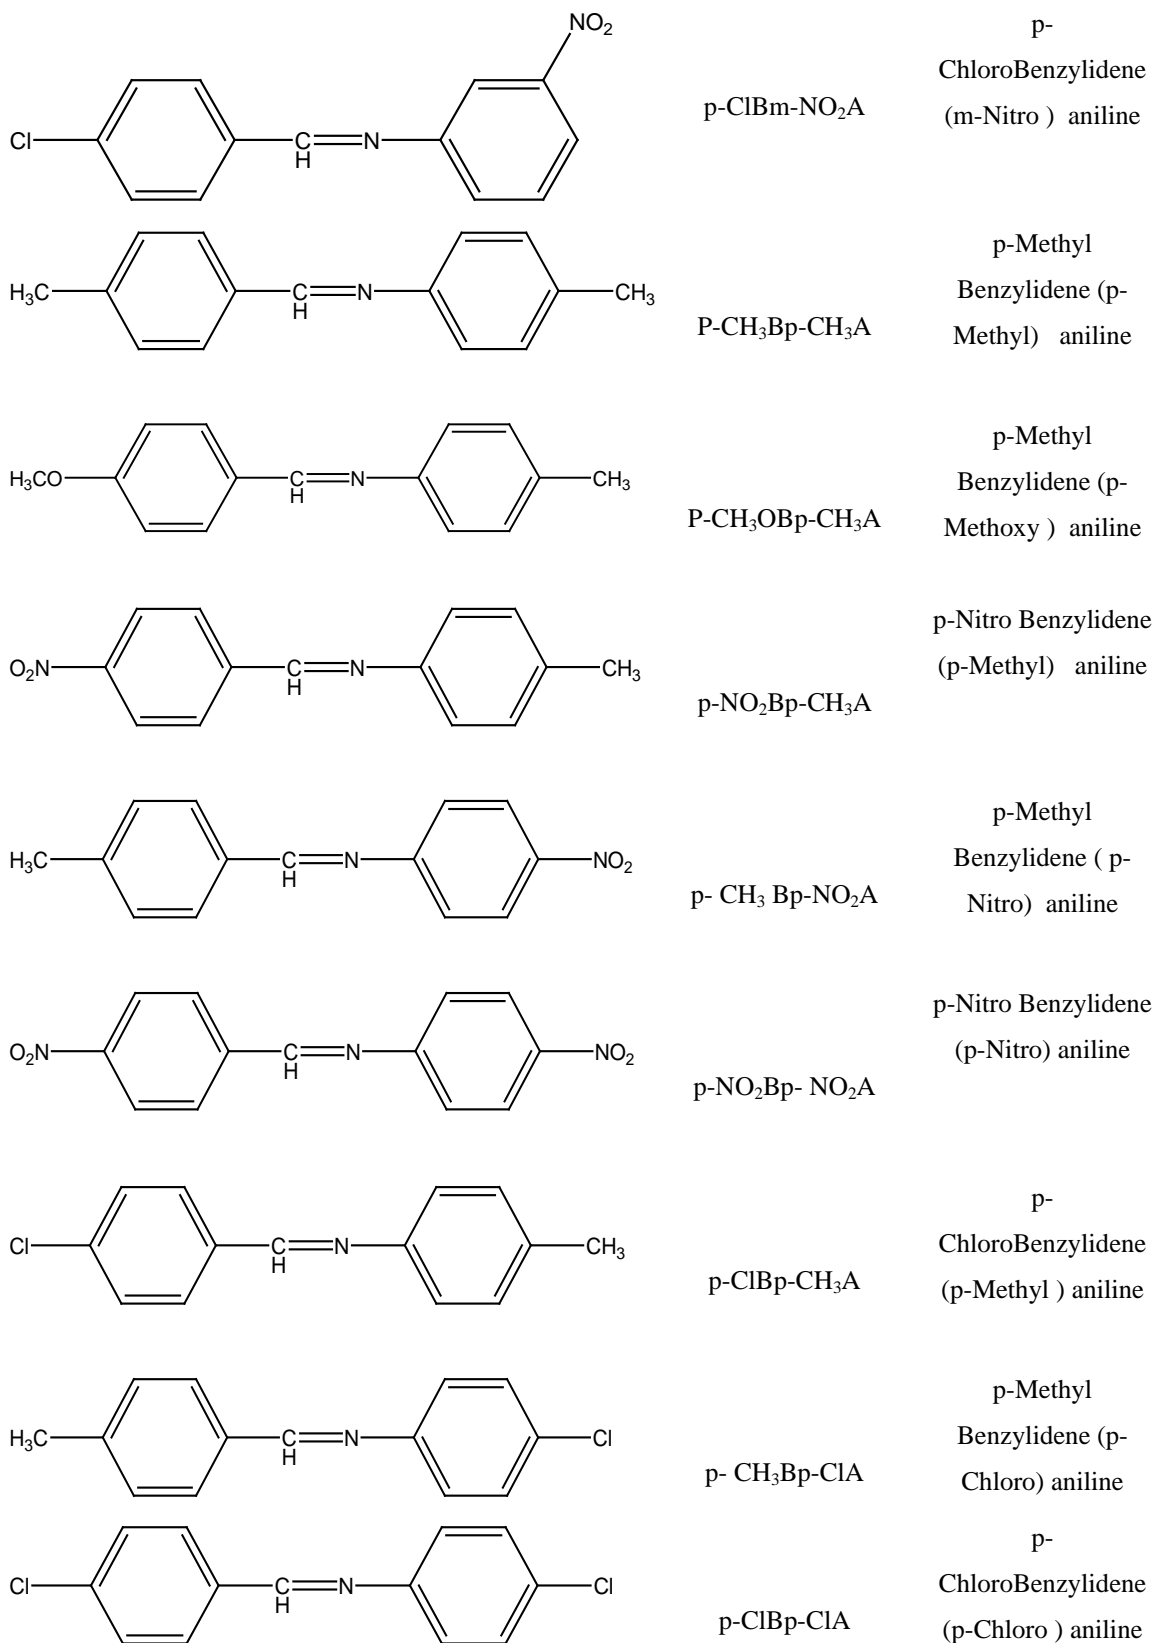 NO₂
Cl
C
H
N
p-ClBm-NO₂A
p-
ChloroBenzylidene
(m-Nitro ) aniline
H₃C
C
H
N
CH₃
P-CH₃Bp-CH₃A
p-Methyl
Benzylidene (p-
Methyl) aniline
H₃CO
C
H
N
CH₃
P-CH₃OBp-CH₃A
p-Methyl
Benzylidene (p-
Methoxy ) aniline
O₂N
C
H
N
CH₃
p-NO₂Bp-CH₃A
p-Nitro Benzylidene
(p-Methyl) aniline
H₃C
C
H
N
NO₂
p- CH₃ Bp-NO₂A
p-Methyl
Benzylidene ( p-
Nitro) aniline
O₂N
C
H
N
NO₂
p-NO₂Bp- NO₂A
p-Nitro Benzylidene
(p-Nitro) aniline
Cl
C
H
N
CH₃
p-ClBp-CH₃A
p-
ChloroBenzylidene
(p-Methyl ) aniline
H₃C
C
H
N
Cl
p- CH₃Bp-ClA
p-Methyl
Benzylidene (p-
Chloro) aniline
Cl
C
H
N
Cl
p-ClBp-ClA
p-
ChloroBenzylidene
(p-Chloro ) aniline